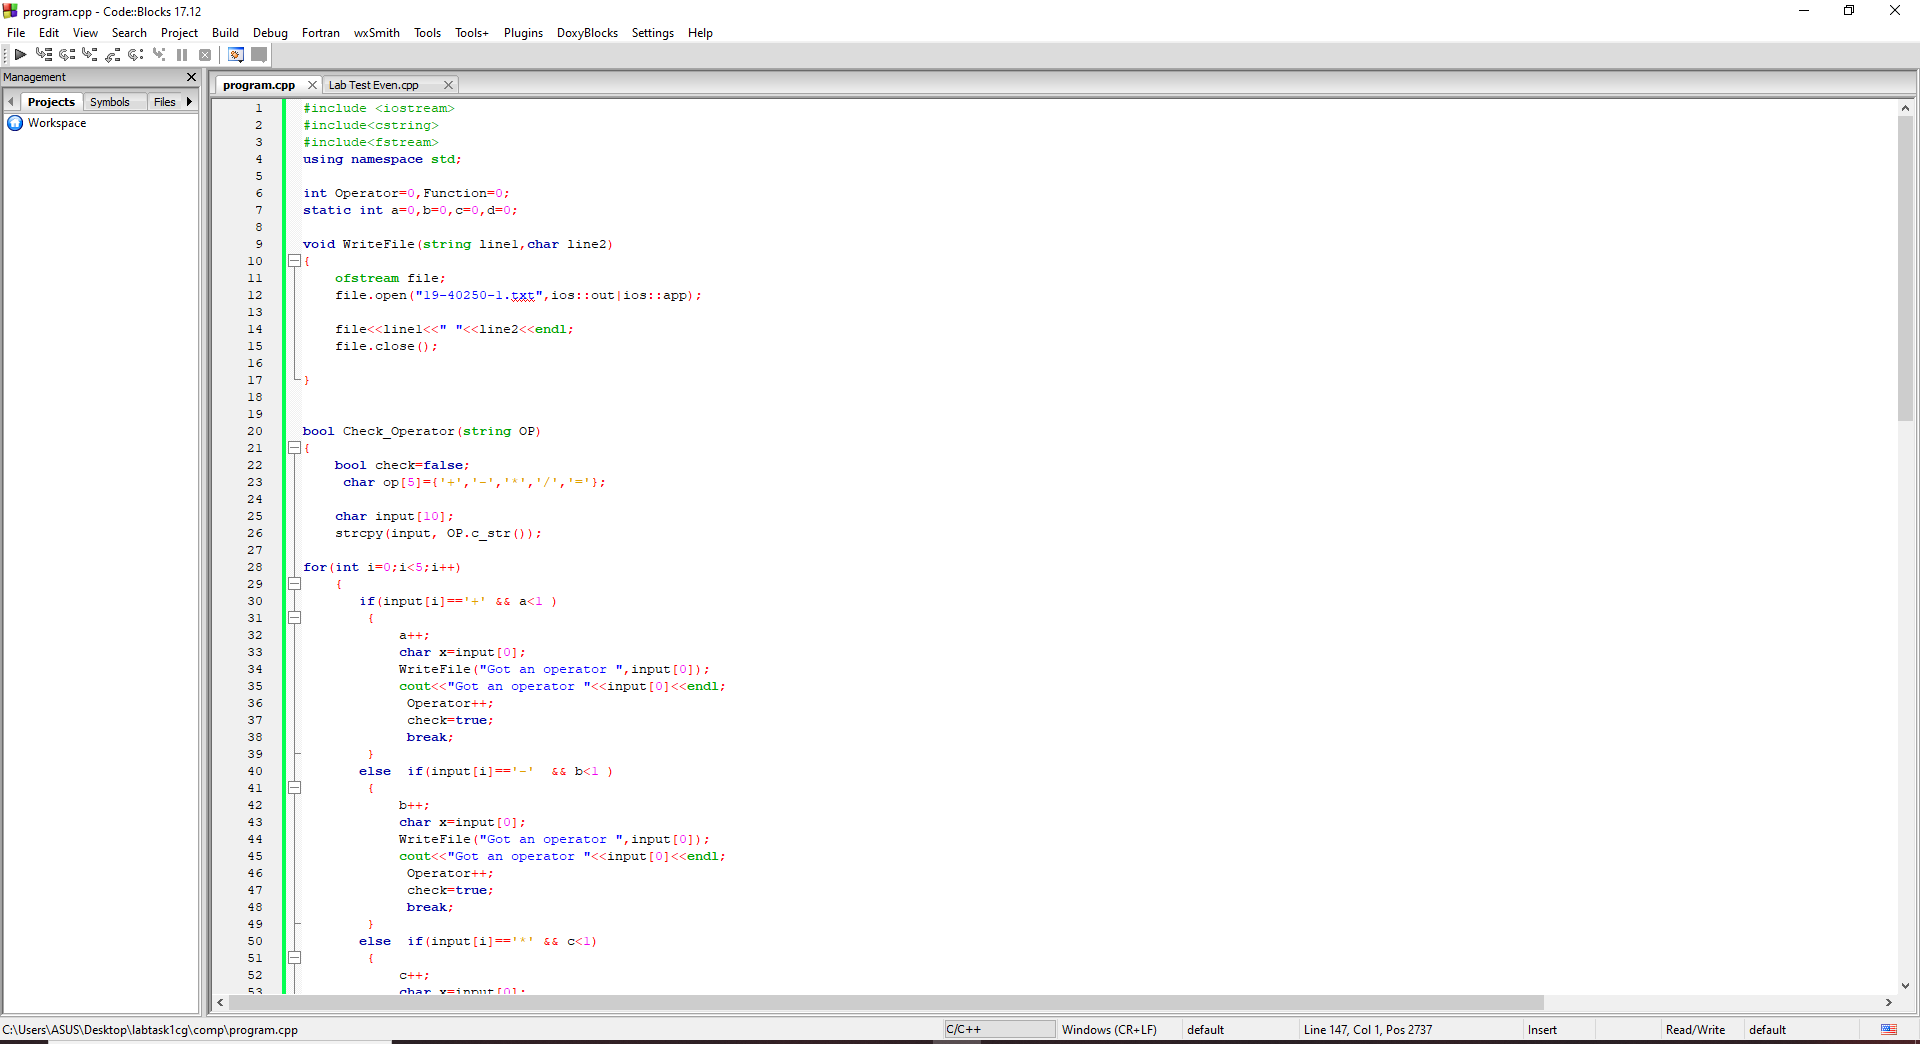 program.cpp - Code::Blocks 17.12
File Edit View Search Project Build Debug Fortran wxSmith Tools Tools+ Plugins DoxyBlocks Settings Help
Management
Projects Symbols Files
Workspace
program.cpp Lab Test Even.cpp
1 #include <iostream>
2 #include<cstring>
3 #include<fstream>
4 using namespace std;
5
6 int Operator=0,Function=0;
7 static int a=0,b=0,c=0,d=0;
8
9 void WriteFile(string line1,char line2)
10 {
11 ofstream file;
12 file.open("19-40250-1.txt",ios::out|ios::app);
13
14 file<<line1<<" "<<line2<<endl;
15 file.close();
16
17 }
18
19
20 bool Check_Operator(string OP)
21 {
22 bool check=false;
23 char op[5]={'+','-','*','/','='};
24
25 char input[10];
26 strcpy(input, OP.c_str());
27
28 for(int i=0;i<5;i++)
29 {
30 if(input[i]=='+' && a<1 )
31 {
32 a++;
33 char x=input[0];
34 WriteFile("Got an operator ",input[0]);
35 cout<<"Got an operator "<<input[0]<<endl;
36 Operator++;
37 check=true;
38 break;
39 }
40 else  if(input[i]=='-'  && b<1 )
41 {
42 b++;
43 char x=input[0];
44 WriteFile("Got an operator ",input[0]);
45 cout<<"Got an operator "<<input[0]<<endl;
46 Operator++;
47 check=true;
48 break;
49 }
50 else  if(input[i]=='*' && c<1)
51 {
52 c++;
53 char x=input[0];
C:\Users\ASUS\Desktop\labtask1cg\comp\program.cpp C/C++ Windows (CR+LF) default Line 147, Col 1, Pos 2737 Insert Read/Write default